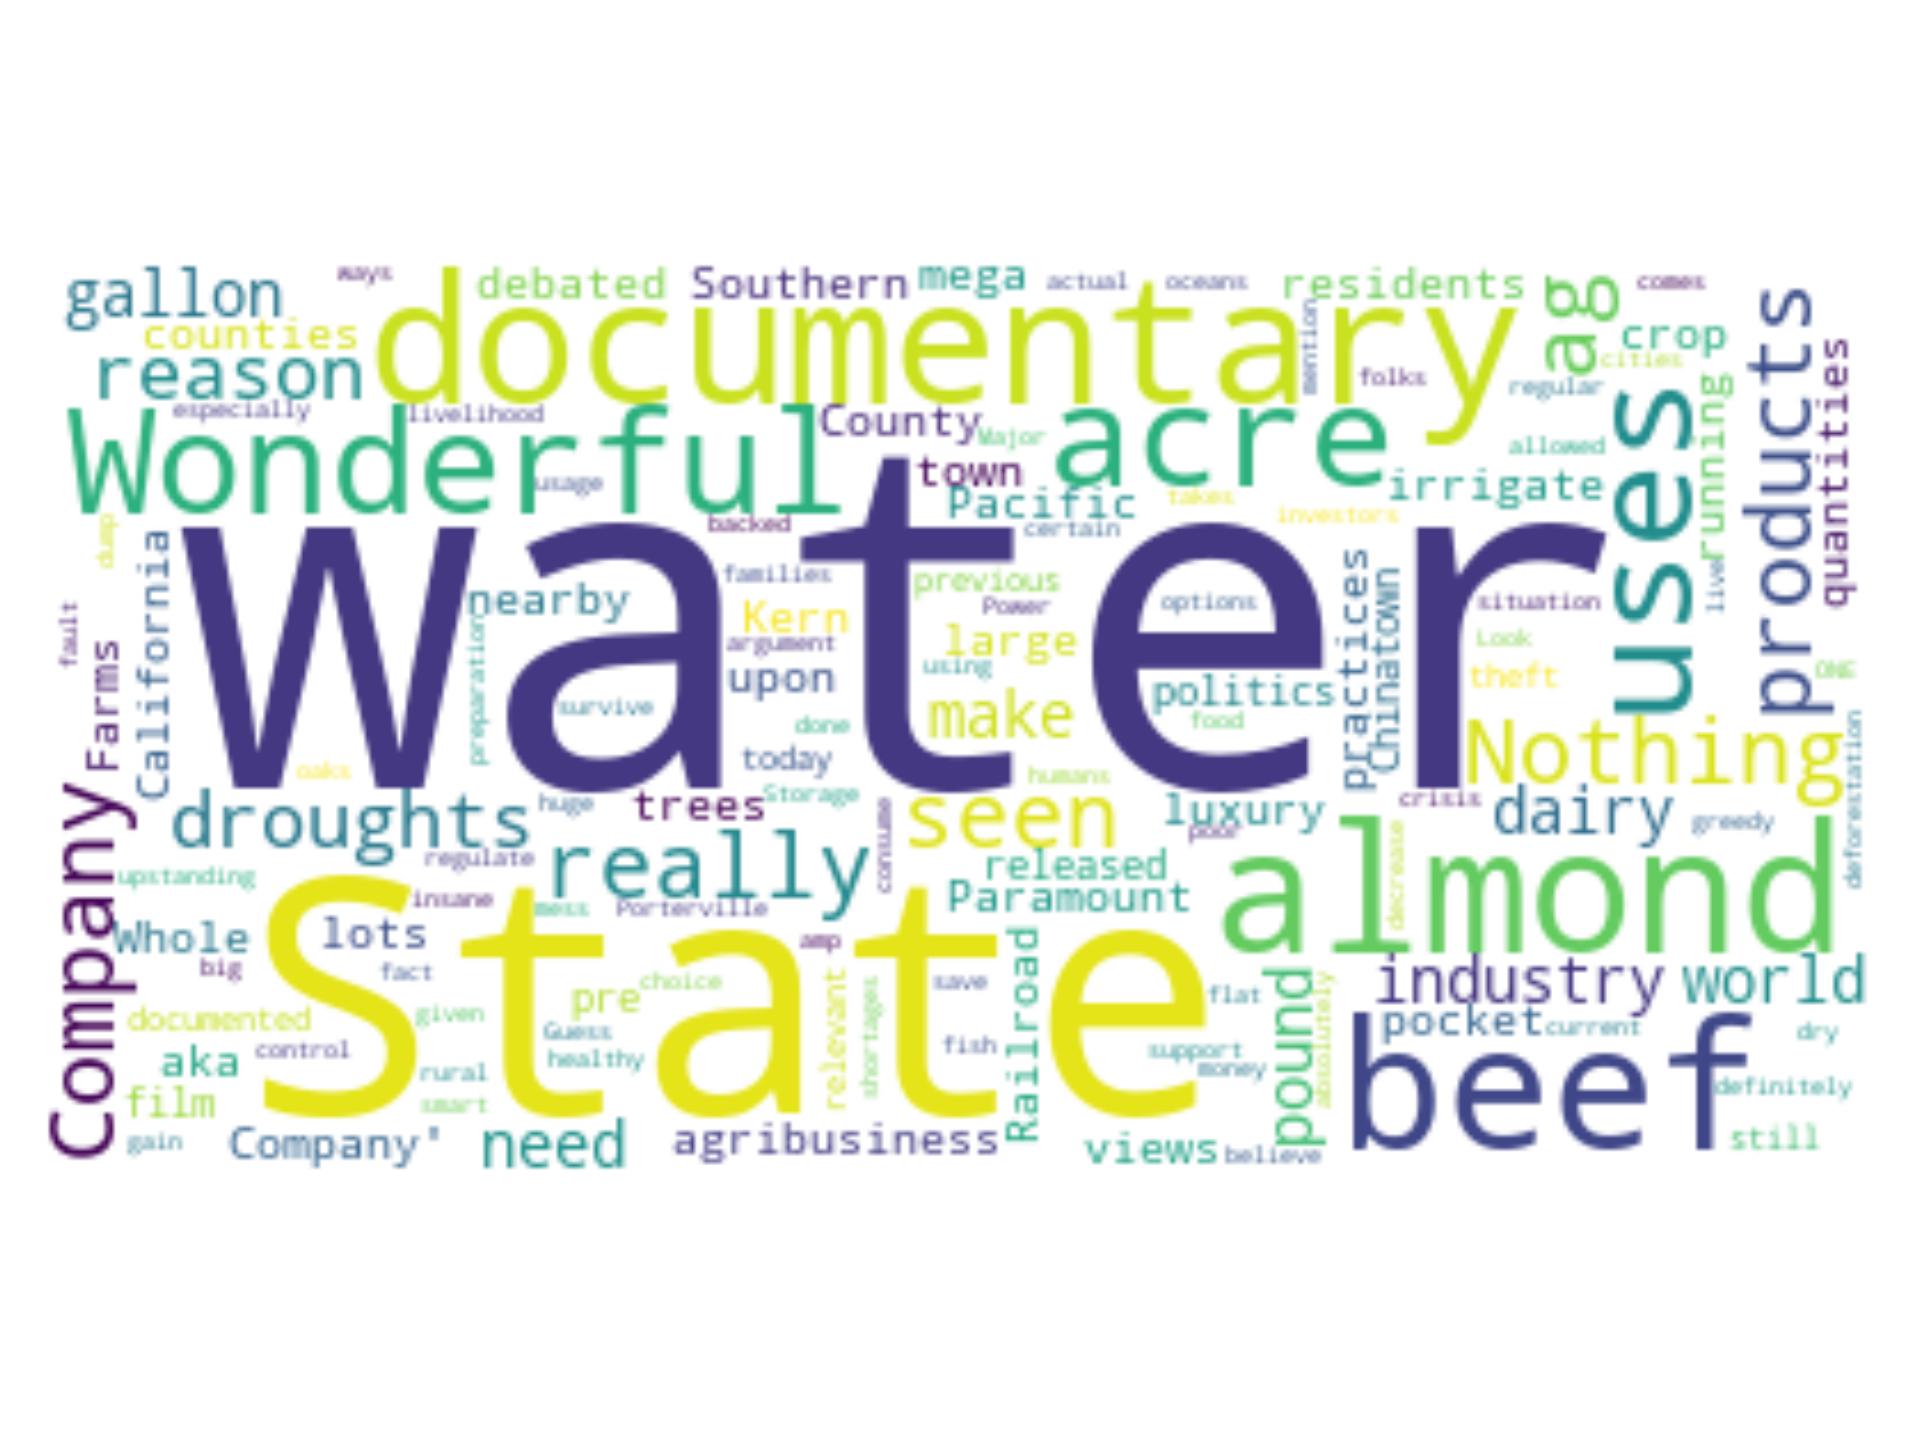 gallon
ways
debated
Southern
mega
actual
oceans
residents
ag
comes
counties
documentary
mention
crop
products
reason
folks
regular
cities
quantities
especially
livelihood
Wonderful
County
Major
acre
allowed
uses
running
usage
town
irrigate
Pacific
takes
dump
backed
certain
investors
California
water
families
previous
practices
Chinatown
live
nearby
Kern
Power
options
situation
fault
Farms
preparation
argument
large
Look
using
upon
politics
theft
ONE
survive
make
food
done
Nothing
deforestation
today
oaks
humans
Company
droughts
huge
trees
Storage
seen
luxury
crisis
dairy
greedy
poor
consume
regulate
really
released
almond
decrease
upstanding
insane
mess
Porterville
Paramount
Whole
lots
State
amp
Railroad
big
fact
choice
relevant
shortages
save
flat
pound
absolutely
industry
world
documented
given
pre
Guess
pocket
current
dry
aka
control
healthy
fish
support
beef
rural
money
definitely
film
smart
gain
Company'
need
agribusiness
views
believe
still